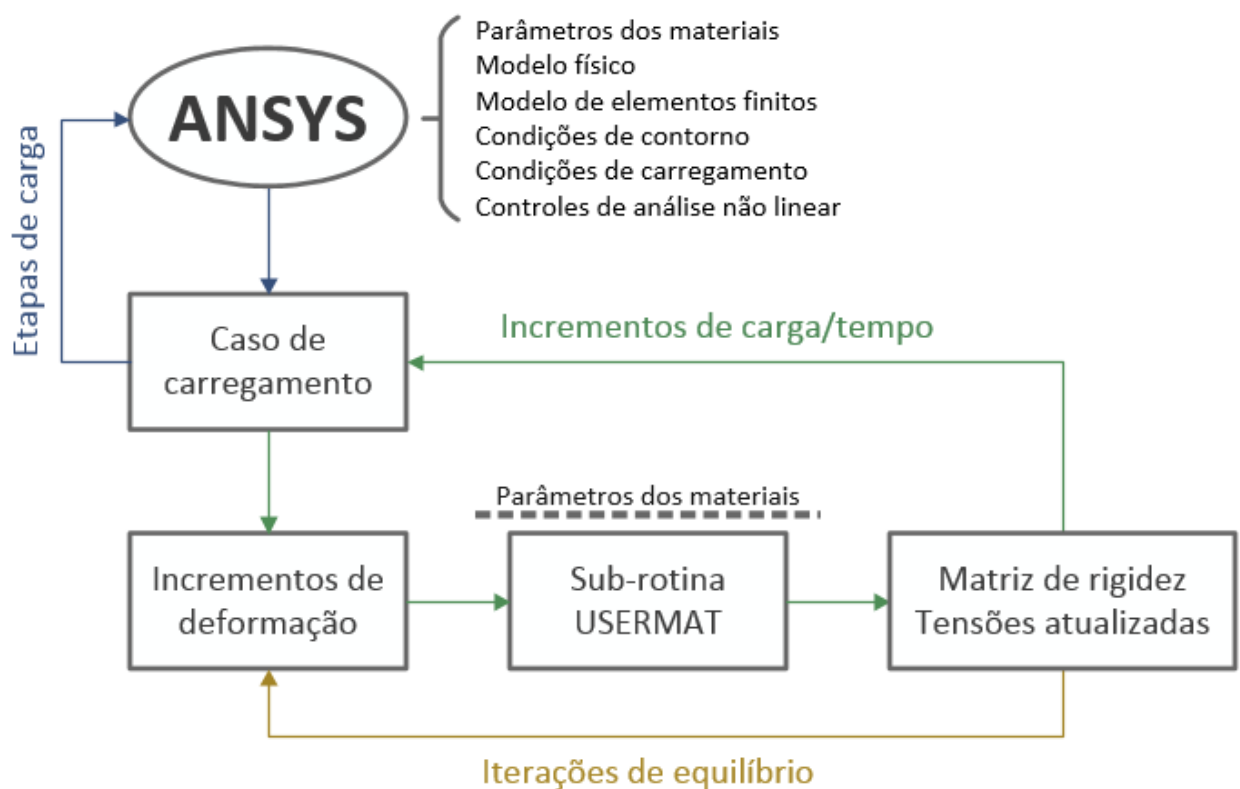 ANSYS
Parâmetros dos materiais
Modelo físico
Modelo de elementos finitos
Condições de contorno
Condições de carregamento
Controles de análise não linear
Etapas de carga
Caso de
carregamento
Incrementos de carga/tempo
Parâmetros dos materiais
Incrementos de
deformação
Sub-rotina
USERMAT
Matriz de rigidez
Tensões atualizadas
Iterações de equilíbrio